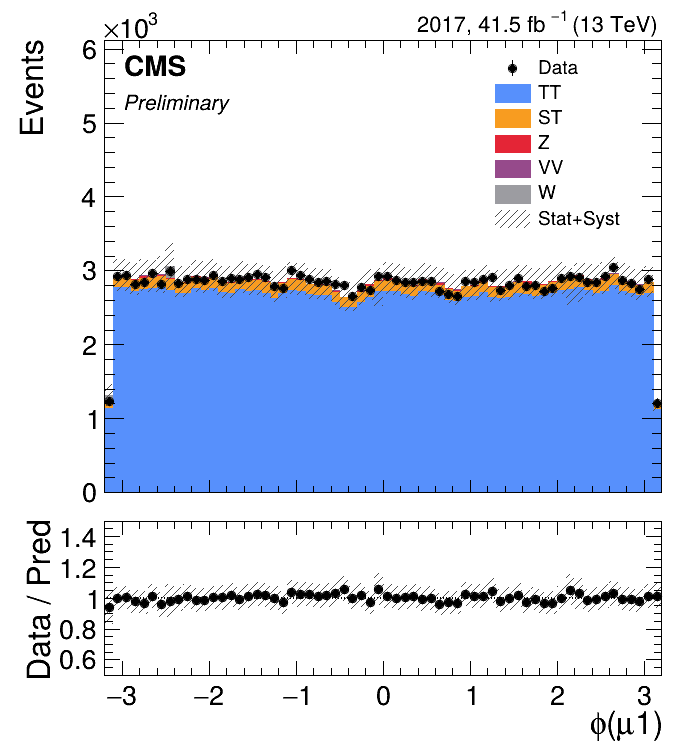 ×10³
2017, 41.5 fb⁻¹ (13 TeV)
Events
CMS
Preliminary
Data
TT
ST
Z
VV
W
Stat+Syst
6
5
4
3
2
1
0
Data / Pred
1.4
1.2
1
0.8
0.6
−3 −2 −1 0 1 2 3
ϕ(μ1)